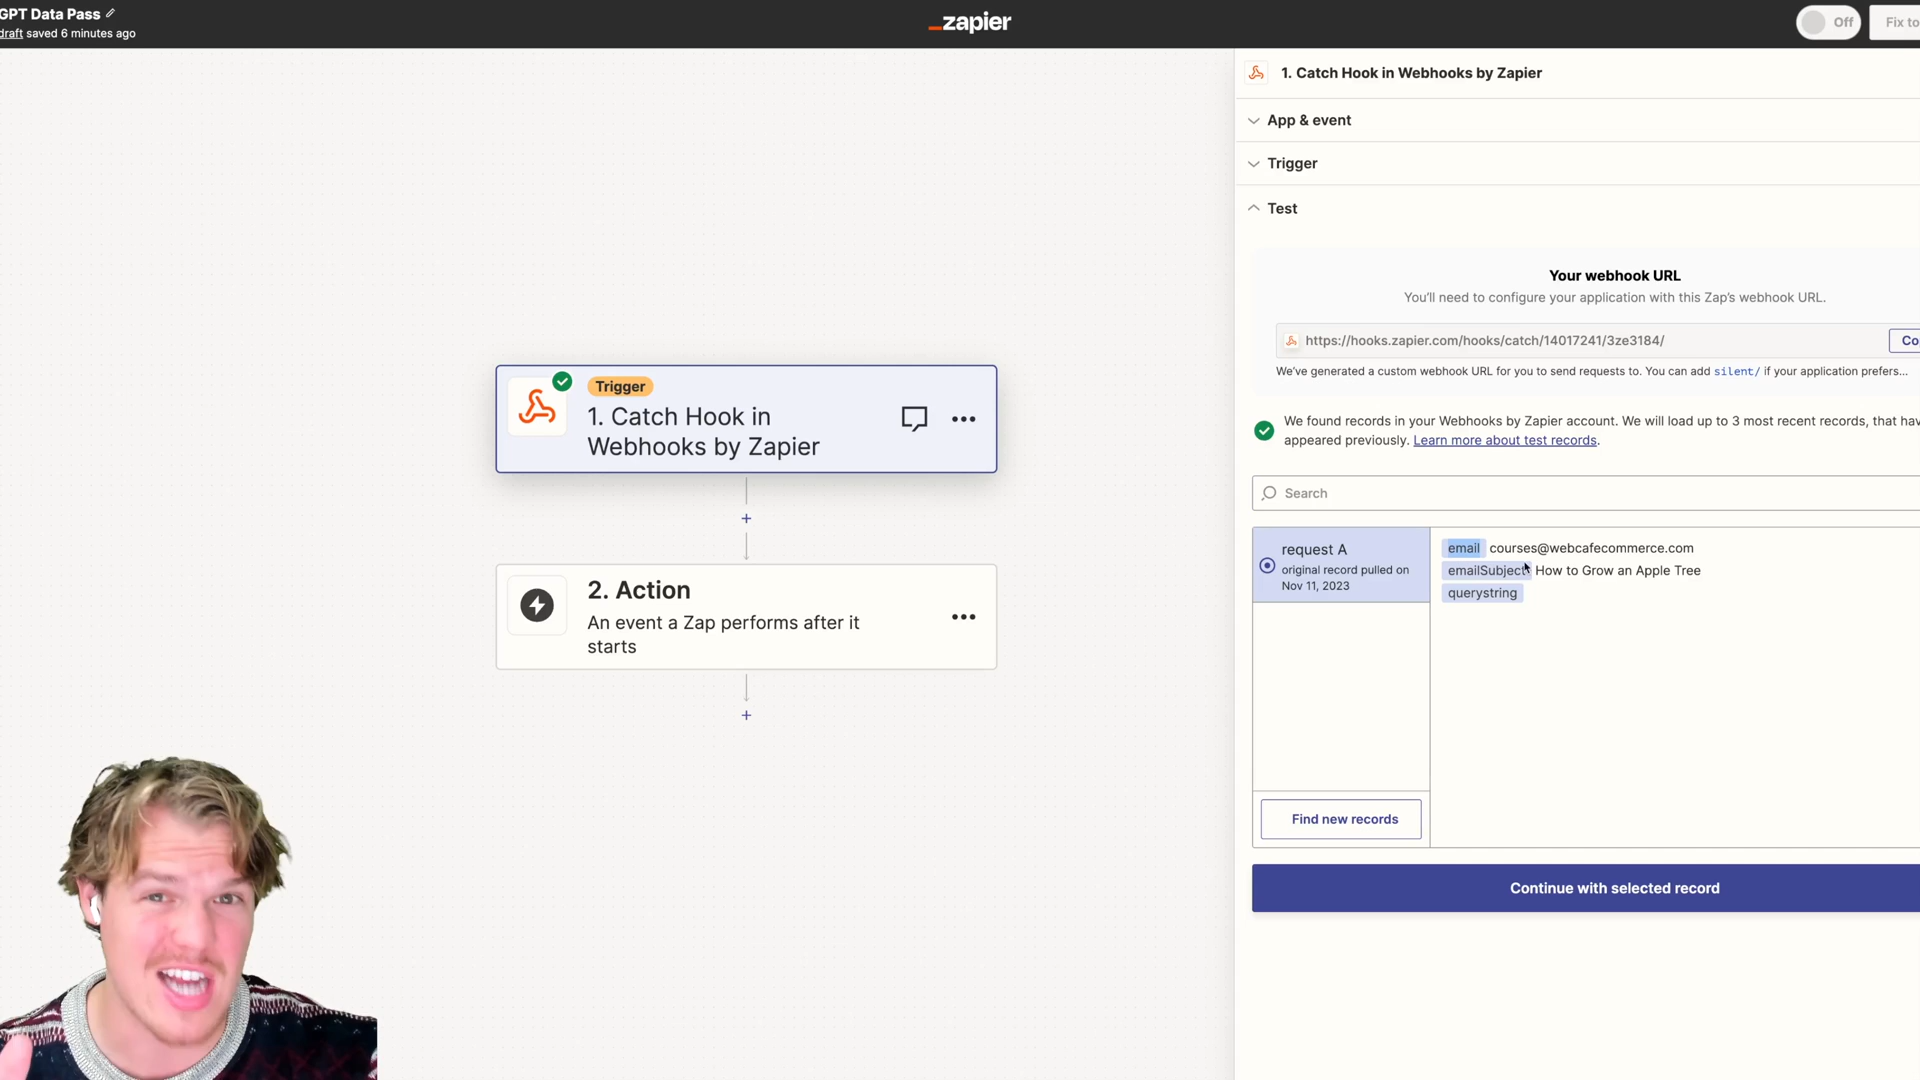 GPT Data Pass
draft saved 6 minutes ago
zapier
Off
Fix to
1. Catch Hook in Webhooks by Zapier
App & event
Trigger
Test
Your webhook URL
You'll need to configure your application with this Zap's webhook URL.
https://hooks.zapier.com/hooks/catch/14017241/3ze3184/
Co
We've generated a custom webhook URL for you to send requests to. You can add silent/ if your application prefers...
We found records in your Webhooks by Zapier account. We will load up to 3 most recent records, that hav
appeared previously. Learn more about test records.
Search
request A
original record pulled on
Nov 11, 2023
email courses@webcafecommerce.com
emailSubject How to Grow an Apple Tree
querystring
Find new records
Continue with selected record
Trigger
1. Catch Hook in
Webhooks by Zapier
2. Action
An event a Zap performs after it
starts